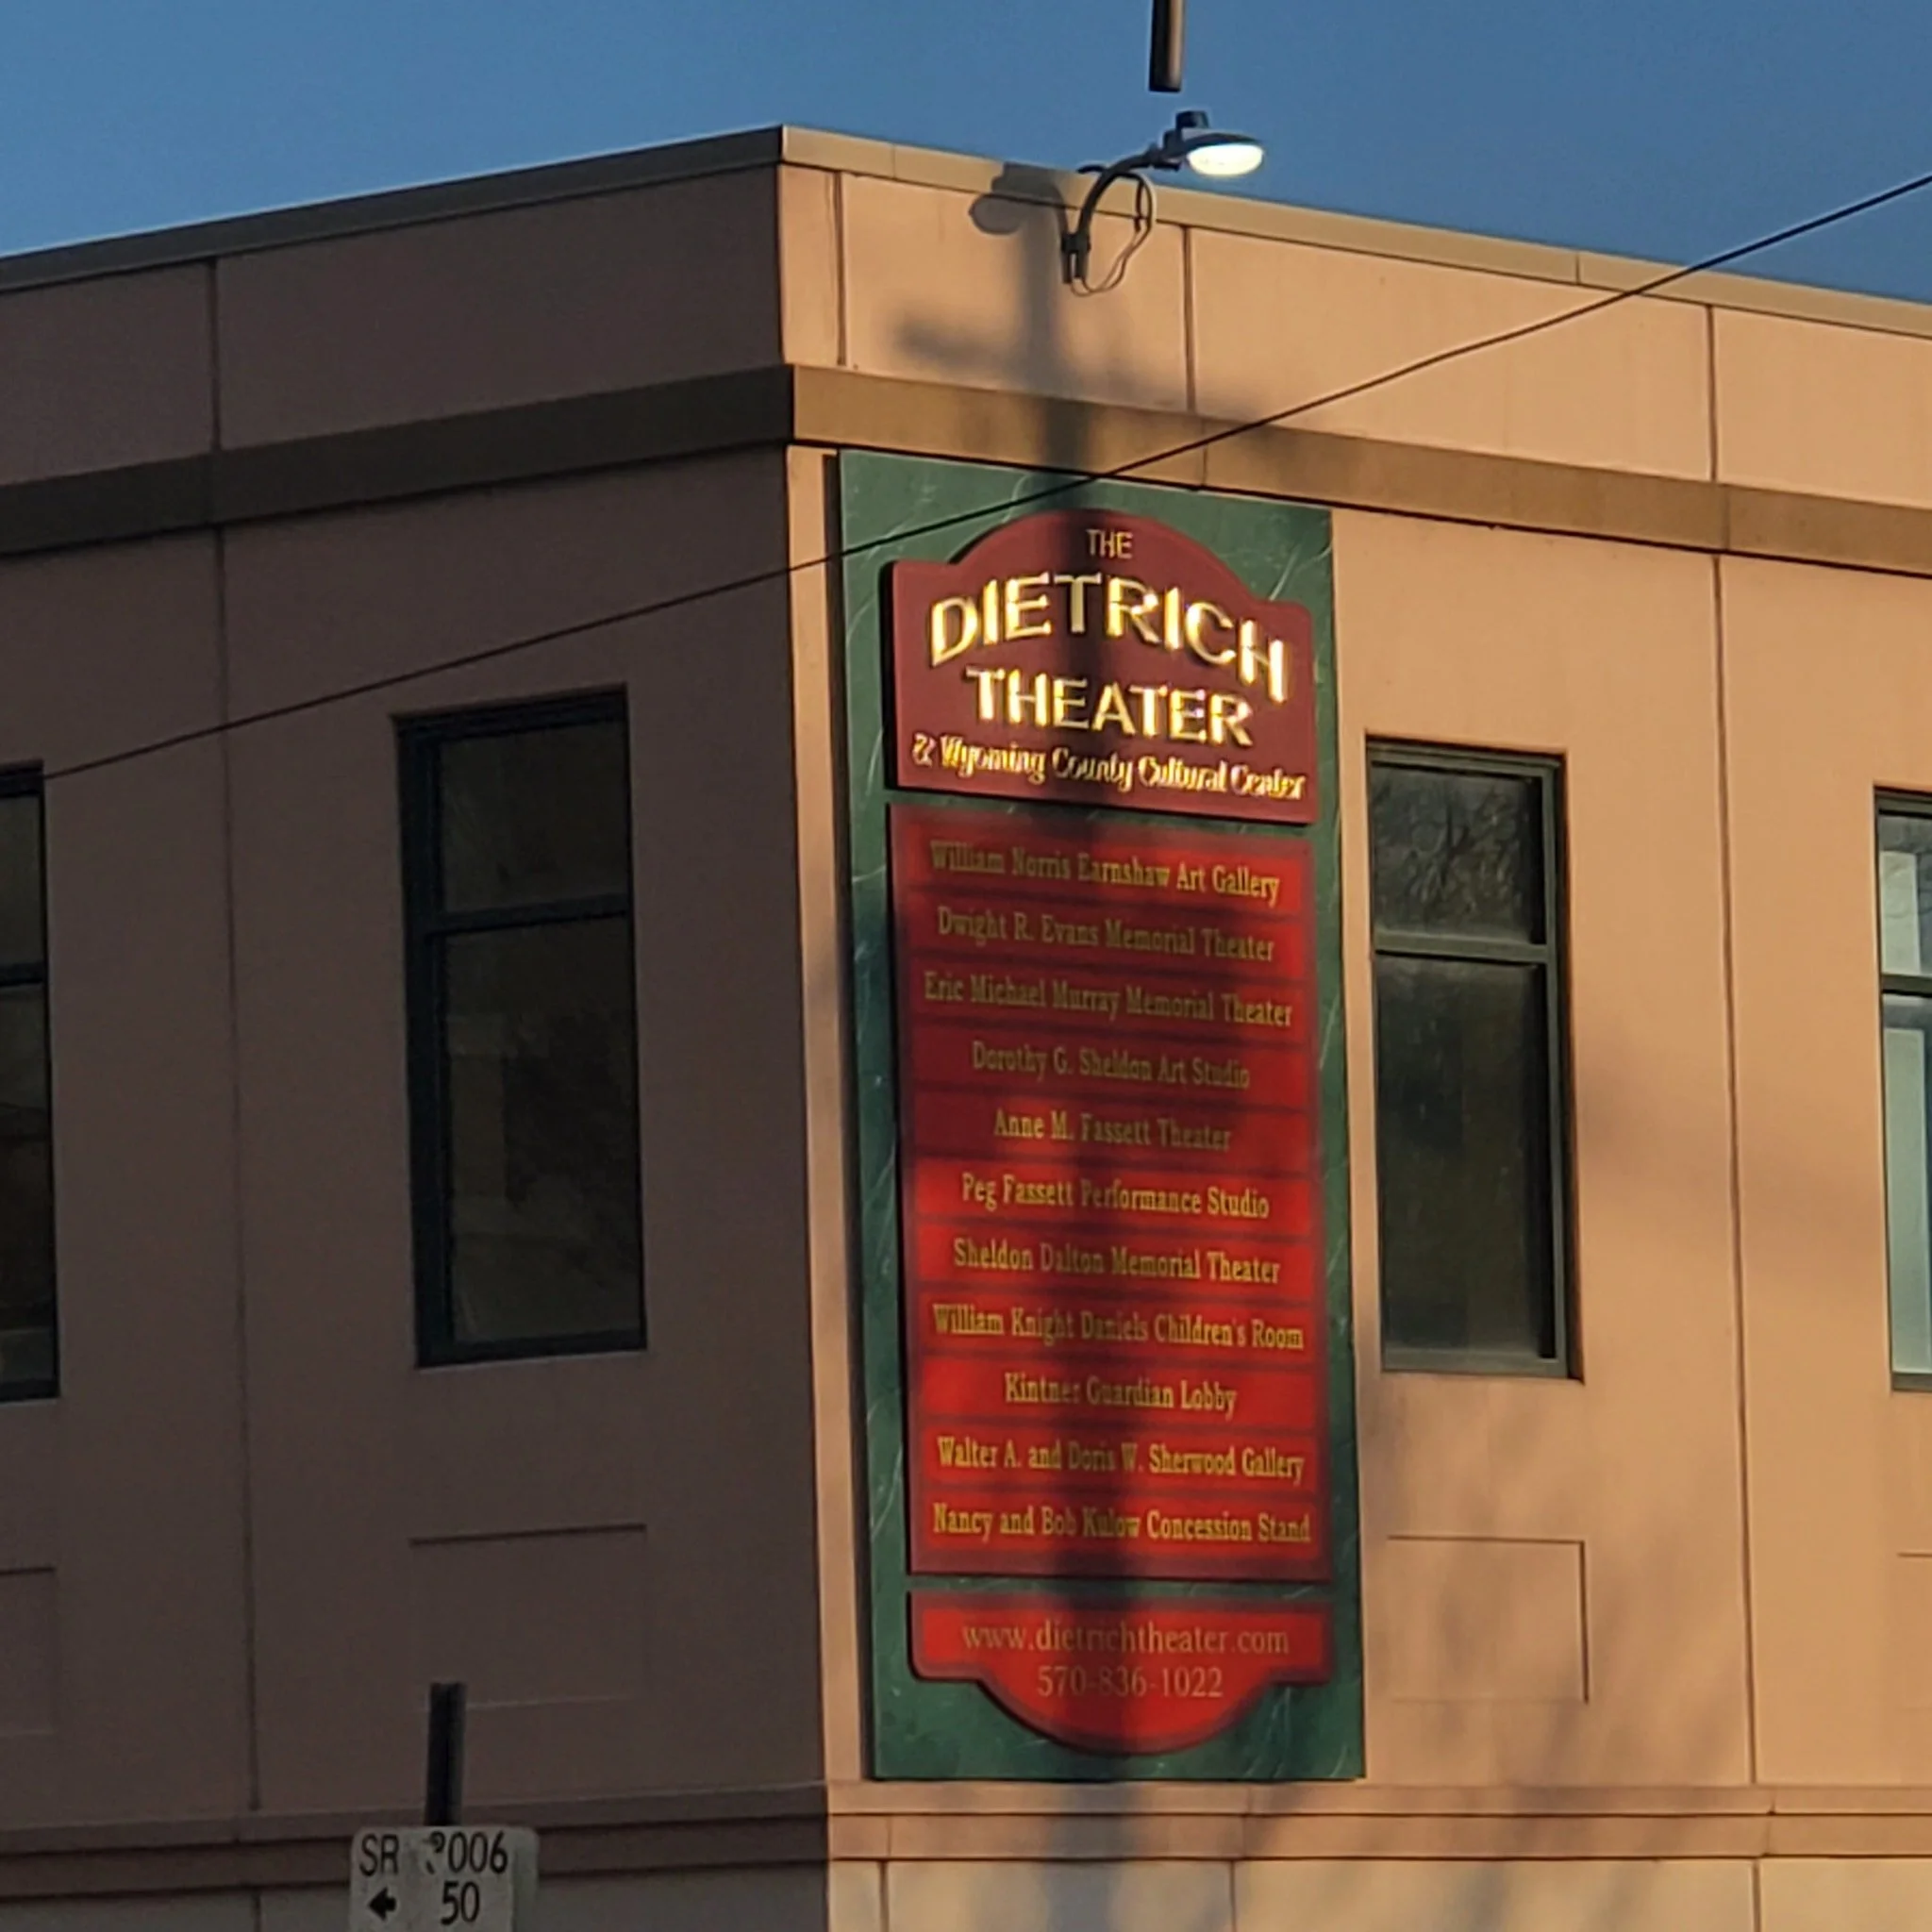 THE
DIETRICH
THEATER
& Wyoming County Cultural Center
William Norris Earnshaw Art Gallery
Dwight R. Evans Memorial Theater
Eric Michael Murray Memorial Theater
Dorothy G. Sheldon Art Studio
Anne M. Fassett Theater
Peg Fassett Performance Studio
Sheldon Dalton Memorial Theater
William Knight Daniels Children's Room
Kintner Guardian Lobby
Walter A. and Doris W. Sherwood Gallery
Nancy and Bob Kulow Concession Stand
www.dietrichtheater.com
570-836-1022
SR
50